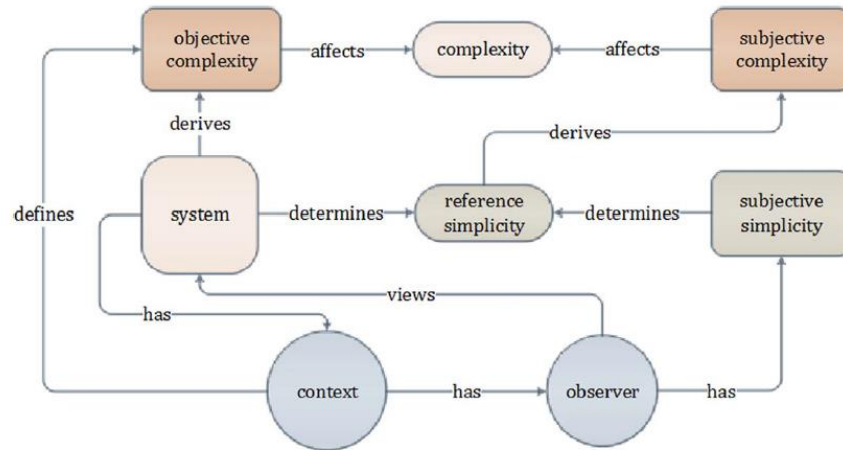 objective
complexity
affects
complexity
affects
subjective
complexity
derives
derives
defines
system
determines
reference
simplicity
determines
subjective
simplicity
views
has
context
has
observer
has